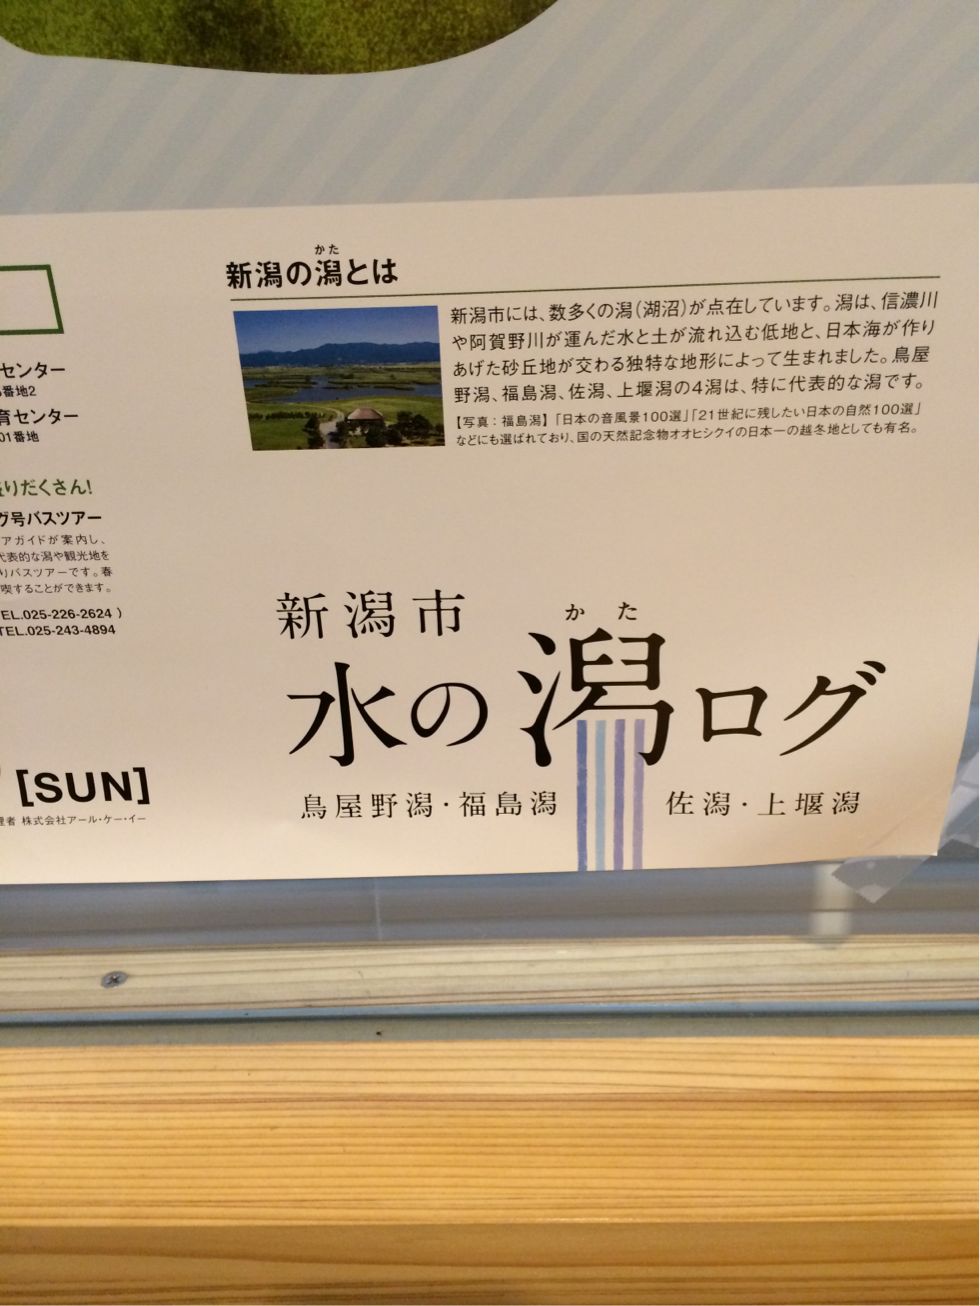 かた
新潟の潟とは
新潟市には、数多くの潟（湖沼）が点在しています。潟は、信濃川
や阿賀野川が運んだ水と土が流れ込む低地と、日本海が作り
あげた砂丘地が交わる独特な地形によって生まれました。鳥屋
野潟、福島潟、佐潟、上堰潟の4潟は、特に代表的な潟です。
【写真：福島潟】「日本の音風景100選」「21世紀に残したい日本の自然100選」
などにも選ばれており、国の天然記念物オオヒシクイの日本一の越冬地としても有名。
センター
番地2
育センター
01番地
りだくさん!
グ号バスツアー
アガイドが案内し、
代表的な潟や観光地を
りバスツアーです。春
喫することができます。
TEL.025-226-2624 )
TEL.025-243-4894
[SUN]
理者 株式会社アール・ケー・イー
新潟市
かた
水の潟ログ
鳥屋野潟・福島潟 佐潟・上堰潟